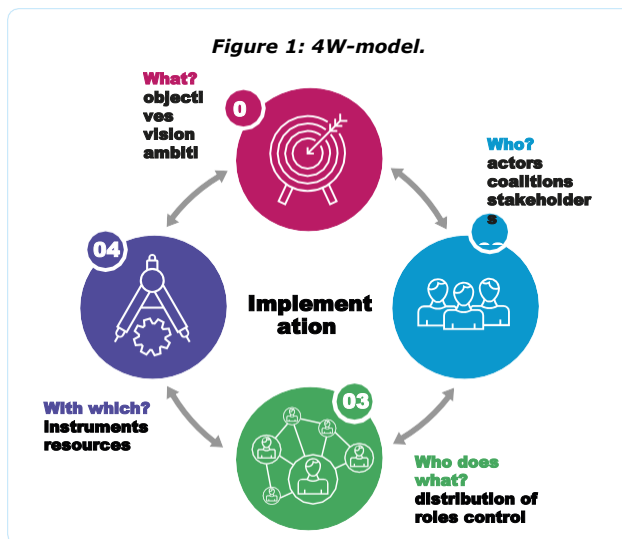 Figure 1: 4W-model.
What?
objecti
ves
vision
ambiti
0
Who?
actors
coalitions
stakeholder
s
04
Implement
ation
03
With which?
Instruments
resources
Who does
what?
distribution of
roles control